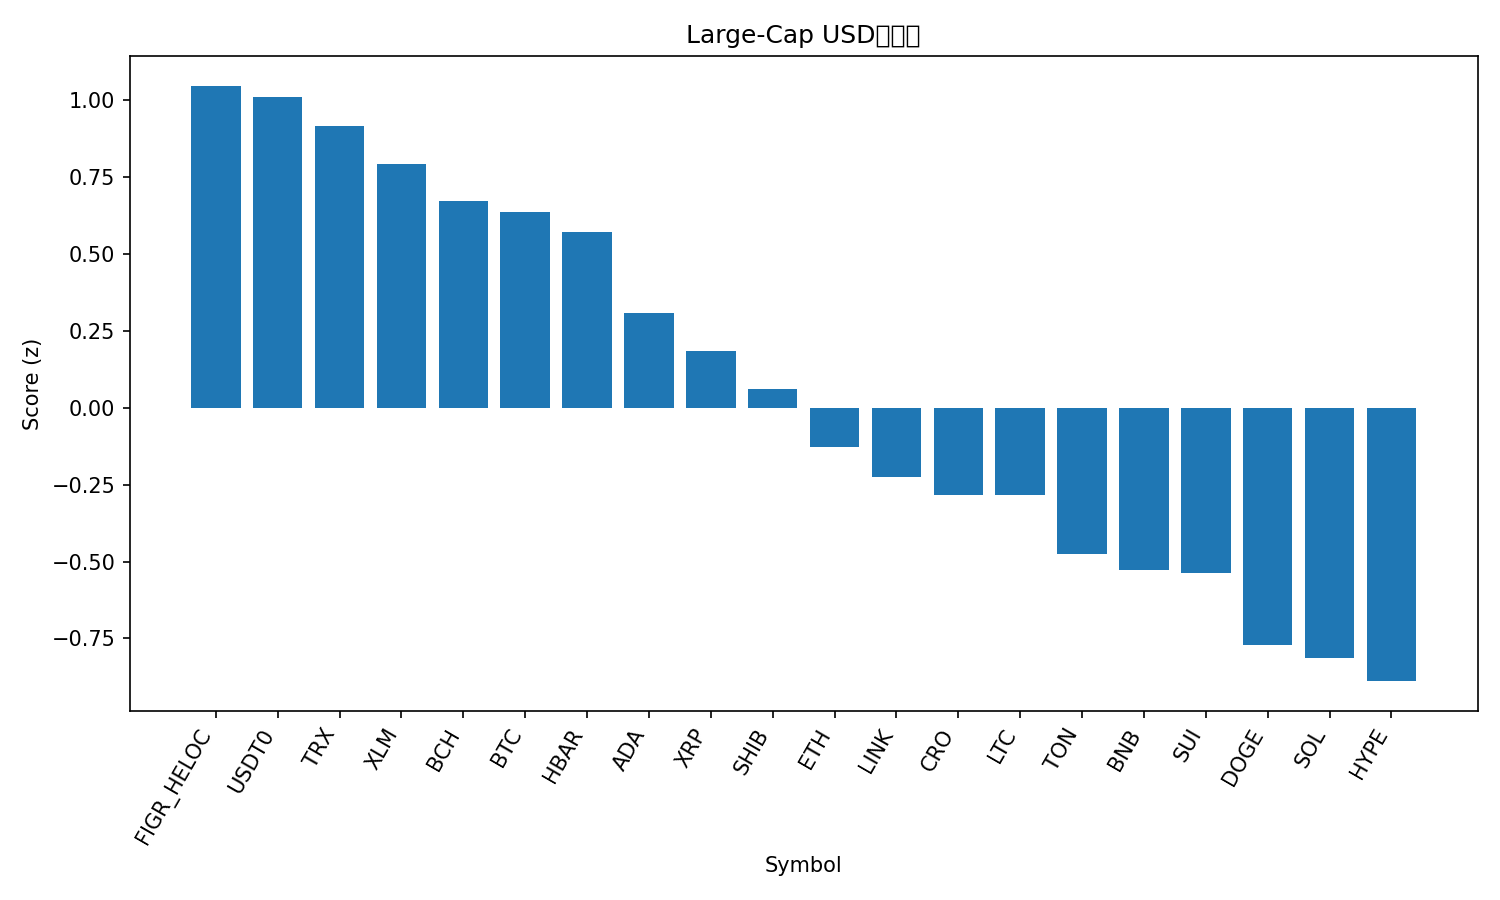 Large-Cap USD
Score (z)
1.00
0.75
0.50
0.25
0.00
−0.25
−0.50
−0.75
FIGR_HELOC
USDT0
TRX
XLM
BCH
BTC
HBAR
ADA
XRP
SHIB
ETH
LINK
CRO
LTC
TON
BNB
SUI
DOGE
SOL
HYPE
Symbol